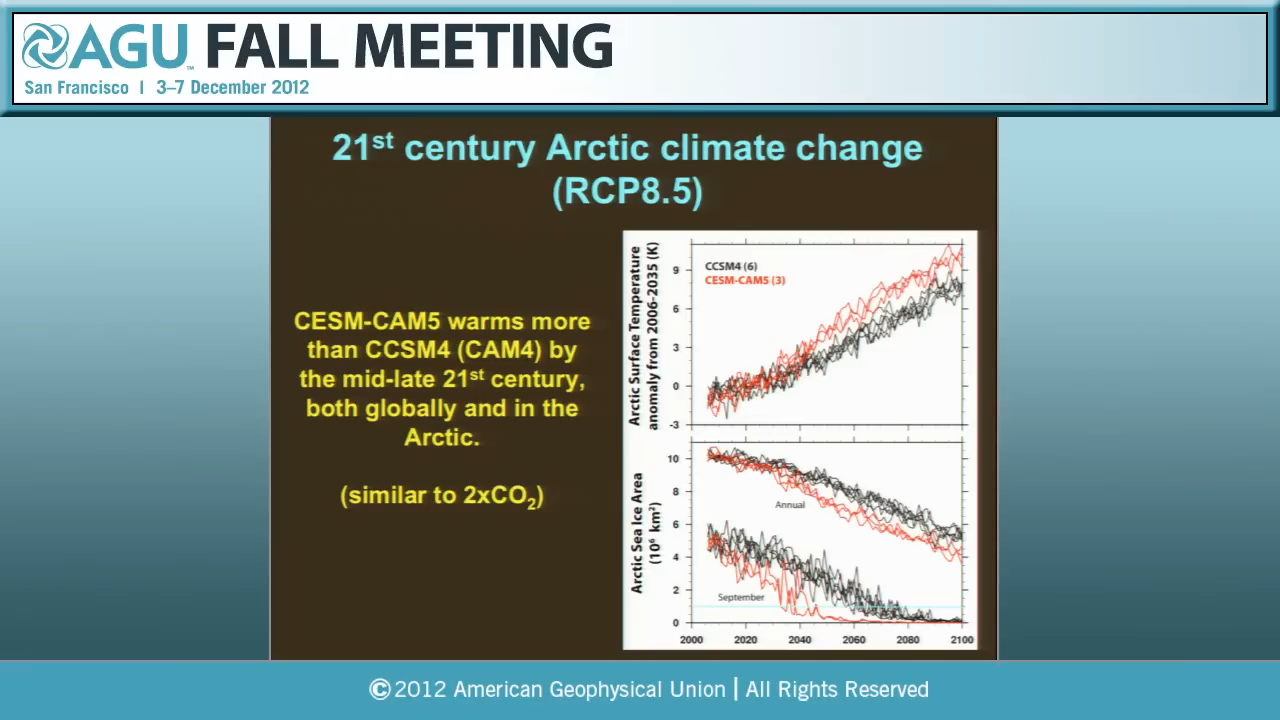 AGU FALL MEETING
San Francisco | 3–7 December 2012
21st century Arctic climate change
(RCP8.5)
CESM-CAM5 warms more
than CCSM4 (CAM4) by
the mid-late 21st century,
both globally and in the
Arctic.
(similar to 2xCO2)
Arctic Surface Temperature
anomaly from 2006-2035 (K)
CCSM4 (6)
CESM-CAM5 (3)
9
6
3
0
-3
Arctic Sea Ice Area
(10⁶ km²)
10
8
6
4
2
0
Annual
September
2000 2020 2040 2060 2080 2100
©2012 American Geophysical Union | All Rights Reserved